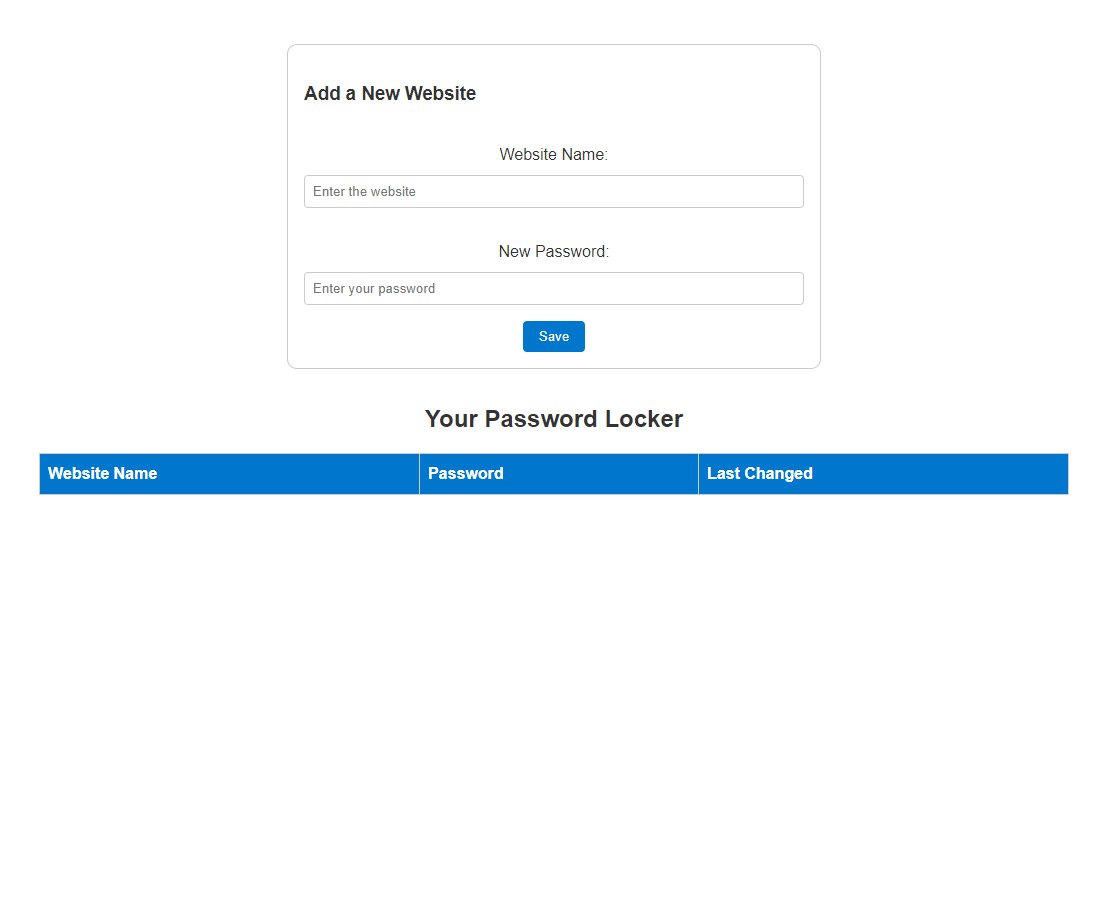 Add a New Website
Website Name:
Enter the website
New Password:
Enter your password
Save
Your Password Locker
Website Name Password Last Changed